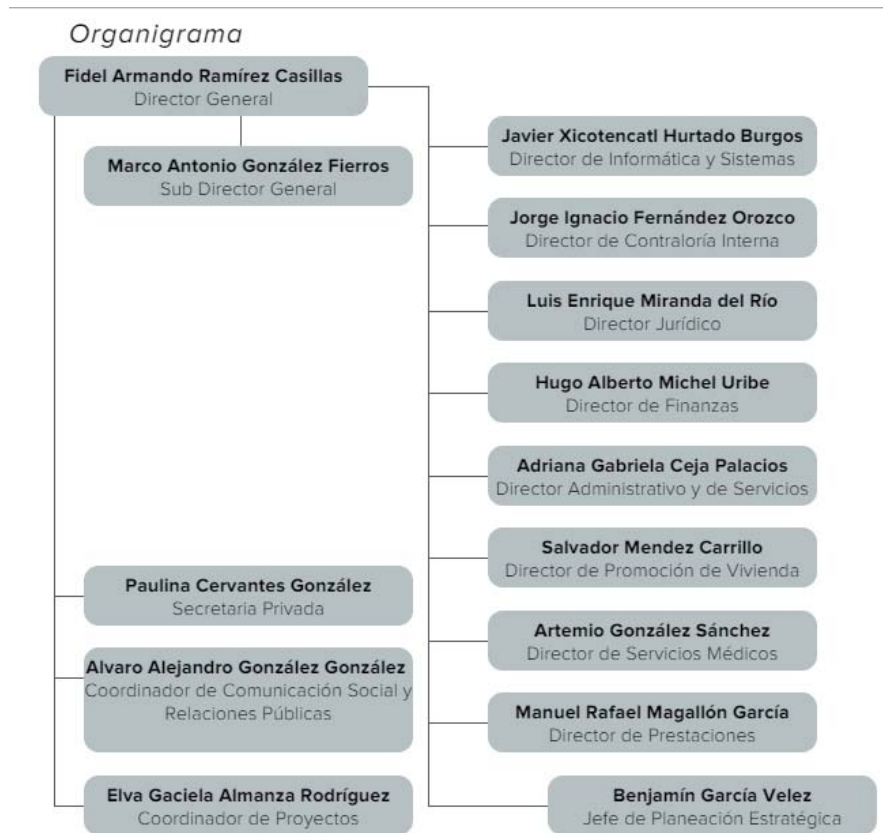 Organigrama
Fidel Armando Ramírez Casillas
Director General
Marco Antonio González Fierros
Sub Director General
Paulina Cervantes González
Secretaria Privada
Alvaro Alejandro González González
Coordinador de Comunicación Social y
Relaciones Públicas
Elva Gaciela Almanza Rodríguez
Coordinador de Proyectos
Javier Xicotencatl Hurtado Burgos
Director de Informática y Sistemas
Jorge Ignacio Fernández Orozco
Director de Contraloría Interna
Luis Enrique Miranda del Río
Director Jurídico
Hugo Alberto Michel Uribe
Director de Finanzas
Adriana Gabriela Ceja Palacios
Director Administrativo y de Servicios
Salvador Mendez Carrillo
Director de Promoción de Vivienda
Artemio González Sánchez
Director de Servicios Médicos
Manuel Rafael Magallón García
Director de Prestaciones
Benjamín García Velez
Jefe de Planeación Estratégica